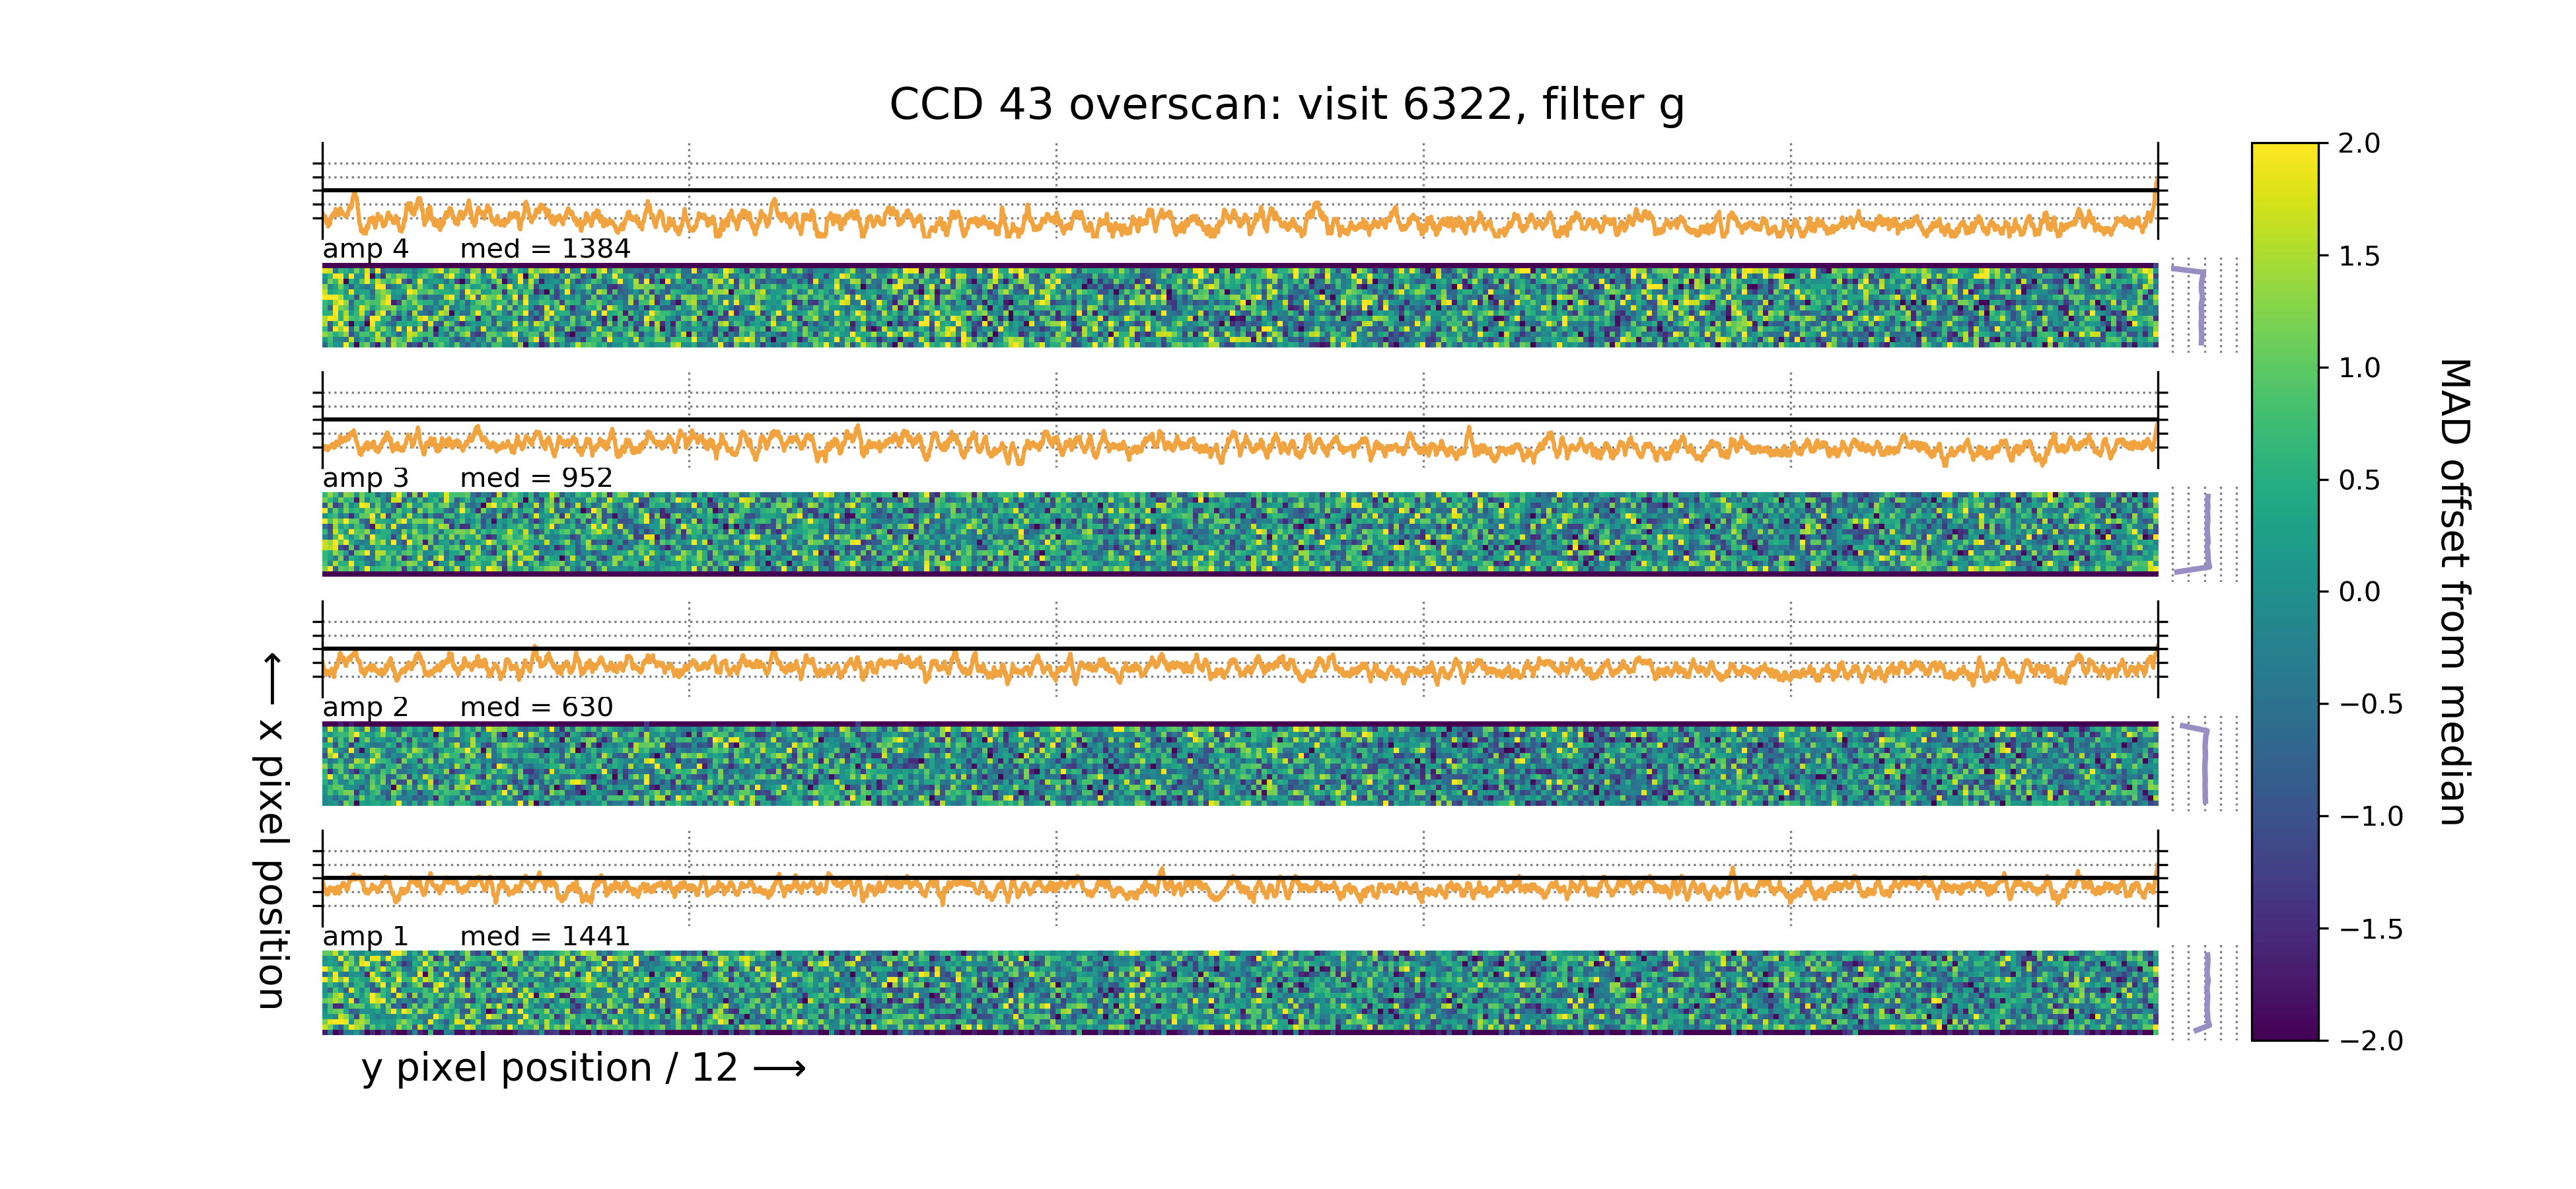 CCD 43 overscan: visit 6322, filter g
amp 4 med = 1384
amp 3 med = 952
amp 2 med = 630
amp 1 med = 1441
⟵ x pixel position
y pixel position / 12 ⟶
2.0
1.5
1.0
0.5
0.0
−0.5
−1.0
−1.5
−2.0
MAD offset from median